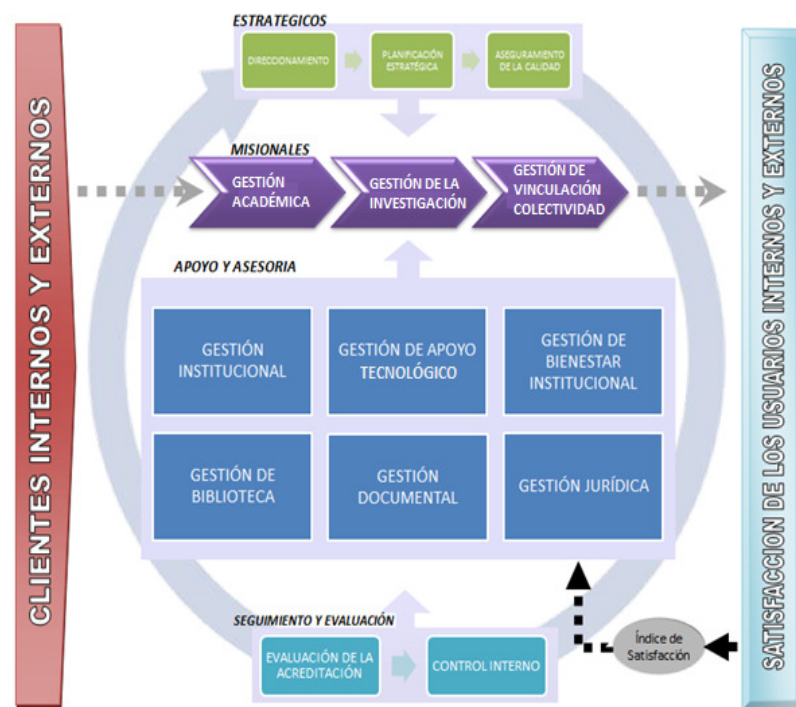 ESTRATEGICOS
DIRECCIONAMIENTO
PLANIFICACIÓN
ESTRATÉGICA
ASEGURAMIENTO
DE LA CALIDAD
CLIENTES INTERNOS Y EXTERNOS
MISIONALES
GESTIÓN
ACADÉMICA
GESTIÓN DE LA
INVESTIGACIÓN
GESTIÓN DE
VINCULACIÓN
COLECTIVIDAD
APOYO Y ASESORIA
GESTIÓN
INSTITUCIONAL
GESTIÓN DE APOYO
TECNOLÓGICO
GESTIÓN DE
BIENESTAR
INSTITUCIONAL
GESTIÓN DE
BIBLIOTECA
GESTIÓN
DOCUMENTAL
GESTIÓN JURÍDICA
SEGUIMIENTO Y EVALUACIÓN
EVALUACIÓN DE LA
ACREDITACIÓN
CONTROL INTERNO
Índice de
Satisfacción
SATISFACCION DE LOS USUARIOS INTERNOS Y EXTERNOS